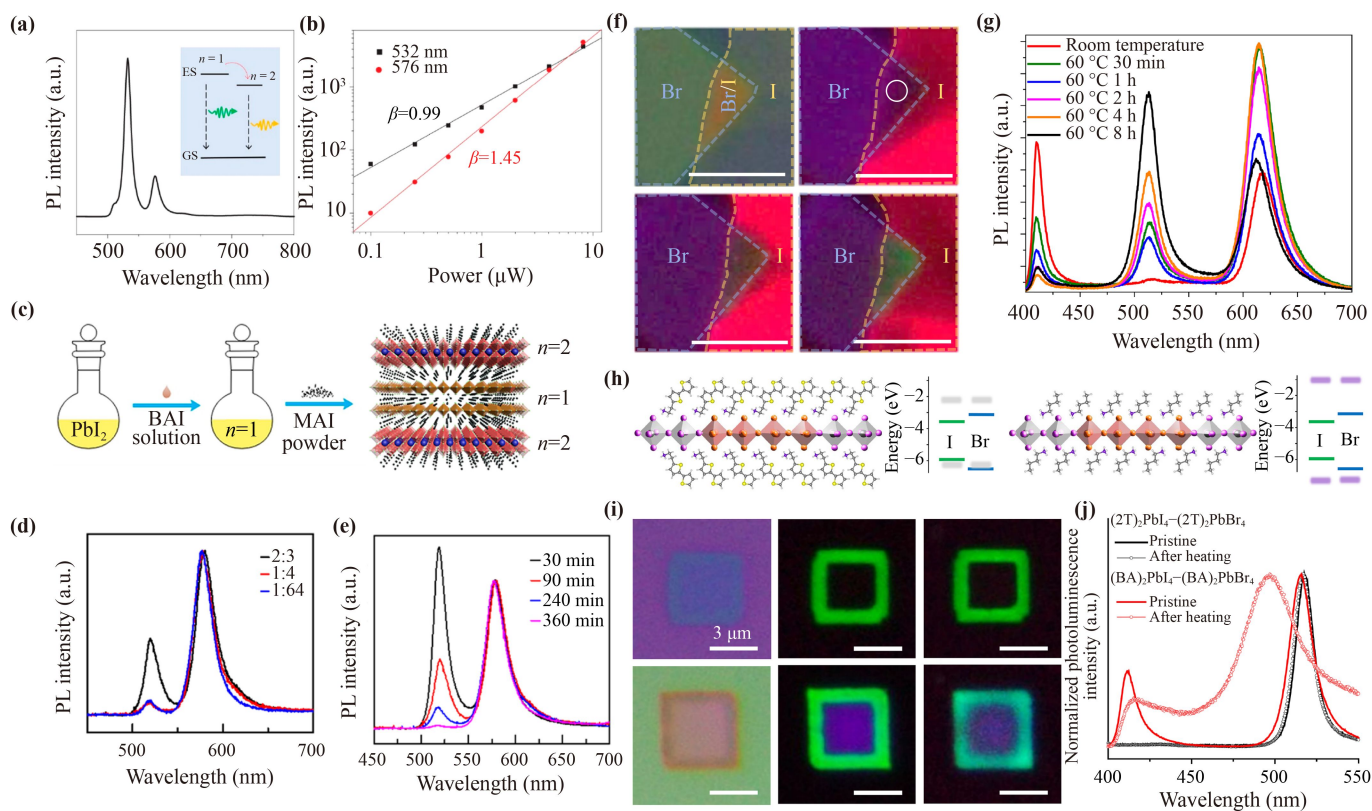 (a)
PL intensity (a.u.)
n = 1
ES
n = 2
GS
500 600 700 800
Wavelength (nm)
(b)
PL intensity (a.u.)
10³
10²
10
532 nm
576 nm
β=0.99
β=1.45
0.1 1 10
Power (μW)
(c)
PbI₂
BAI
solution
n=1
MAI
powder
n=2
n=1
n=2
(d)
PL intensity (a.u.)
2:3
1:4
1:64
500 600 700
Wavelength (nm)
(e)
PL intensity (a.u.)
30 min
90 min
240 min
360 min
450 500 550 600 650 700
Wavelength (nm)
(f)
Br
Br/I
I
Br
I
Br
I
Br
I
(g)
PL intensity (a.u.)
Room temperature
60 °C 30 min
60 °C 1 h
60 °C 2 h
60 °C 4 h
60 °C 8 h
400 450 500 550 600 650 700
Wavelength (nm)
(h)
Energy (eV)
−2
−4
−6
I Br
Energy (eV)
−2
−4
−6
I Br
(i)
3 μm
(j)
Normalized photoluminescence
intensity (a.u.)
(2T)₂PbI₄−(2T)₂PbBr₄
Pristine
After heating
(BA)₂PbI₄−(BA)₂PbBr₄
Pristine
After heating
400 450 500 550
Wavelength (nm)